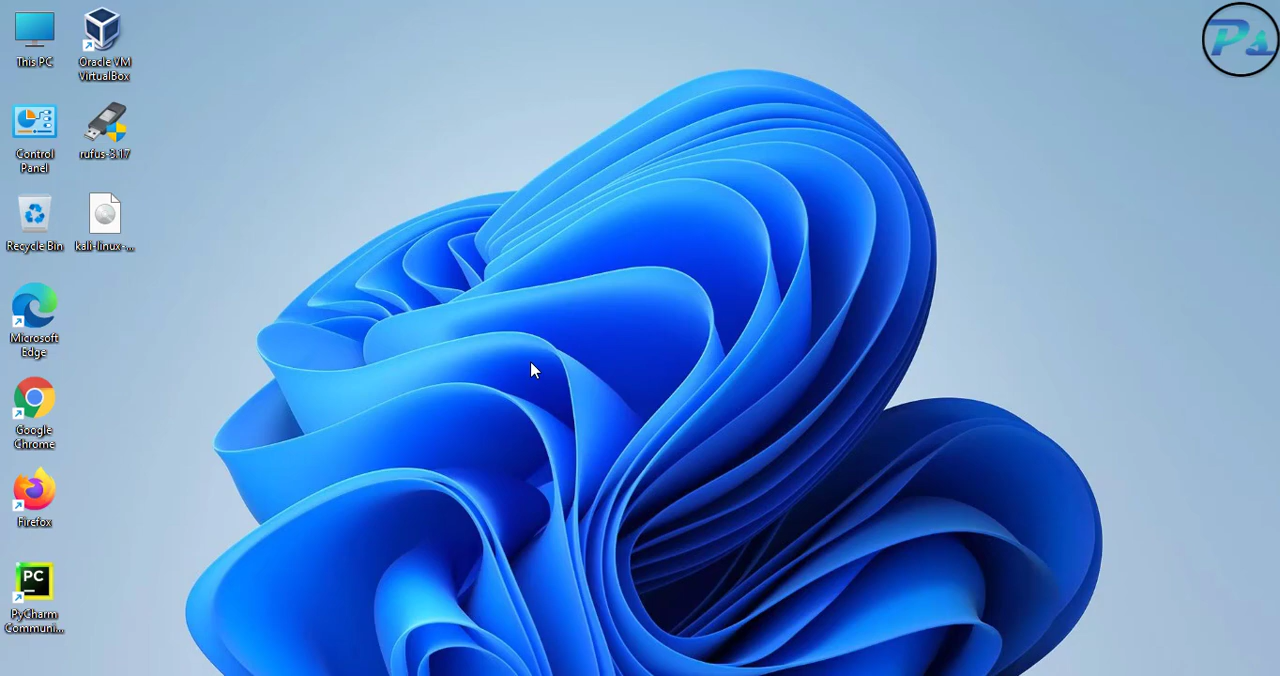 This PC
Oracle VM
VirtualBox
Control
Panel
rufus-3.17
Recycle Bin
kali-linux-...
Microsoft
Edge
Google
Chrome
Firefox
PC
PyCharm
Communi...